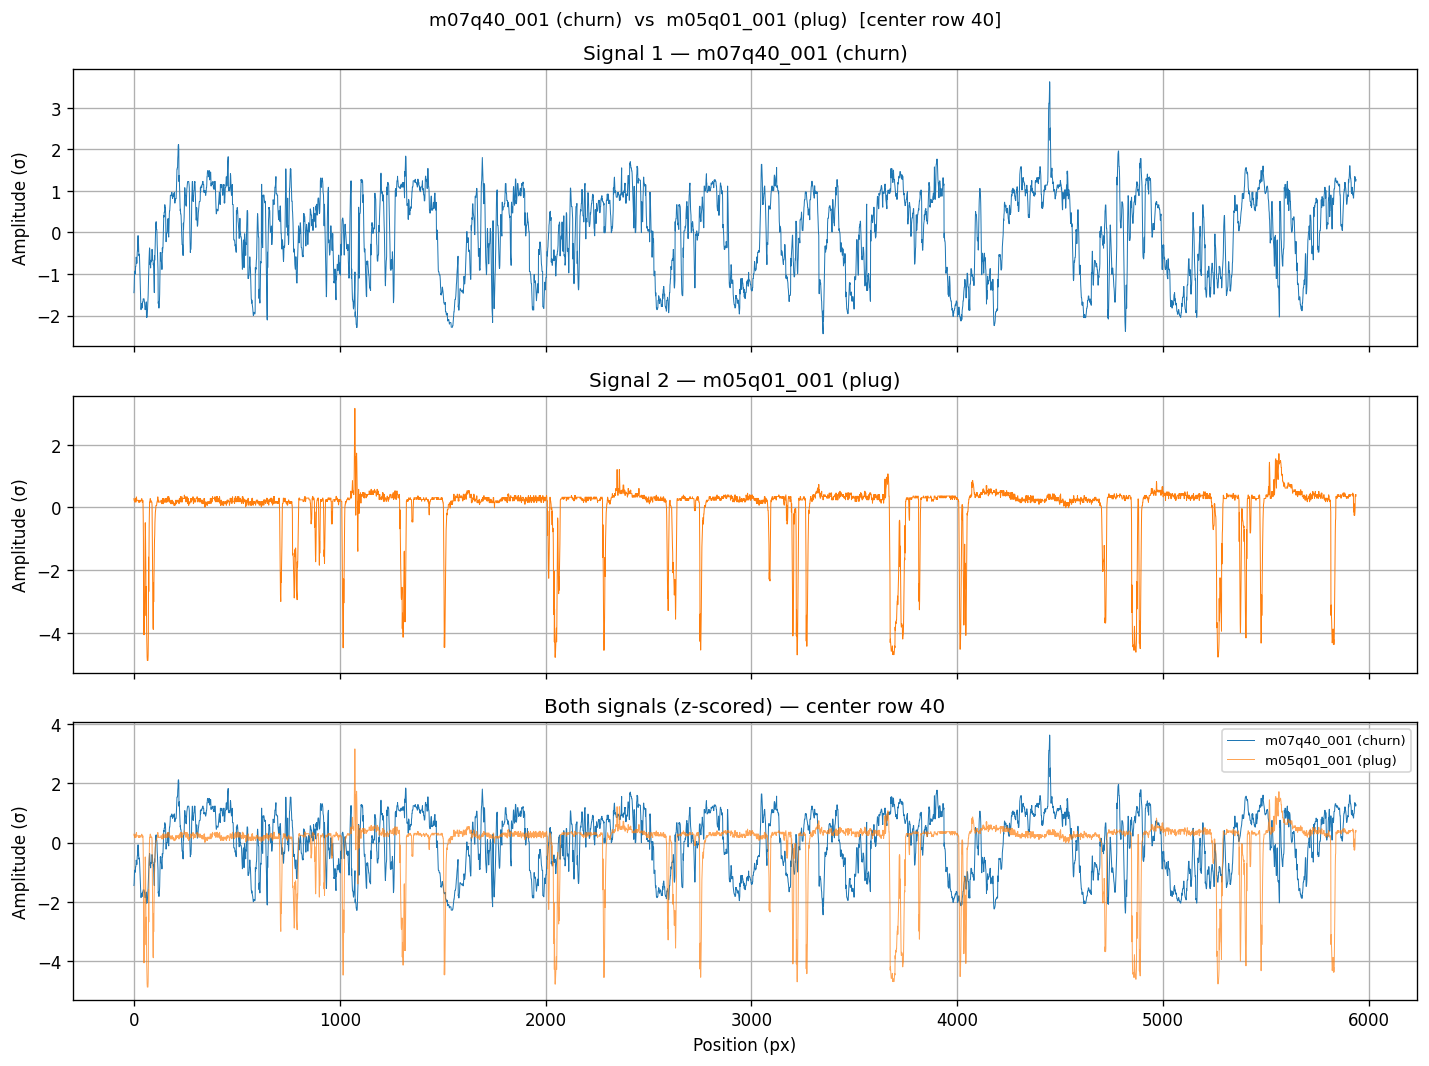 m07q40_001 (churn)  vs  m05q01_001 (plug)  [center row 40]
Signal 1 — m07q40_001 (churn)
Amplitude (σ)
3
2
1
0
−1
−2
Signal 2 — m05q01_001 (plug)
Amplitude (σ)
2
0
−2
−4
Both signals (z-scored) — center row 40
Amplitude (σ)
4
2
0
−2
−4
m07q40_001 (churn)
m05q01_001 (plug)
0 1000 2000 3000 4000 5000 6000
Position (px)